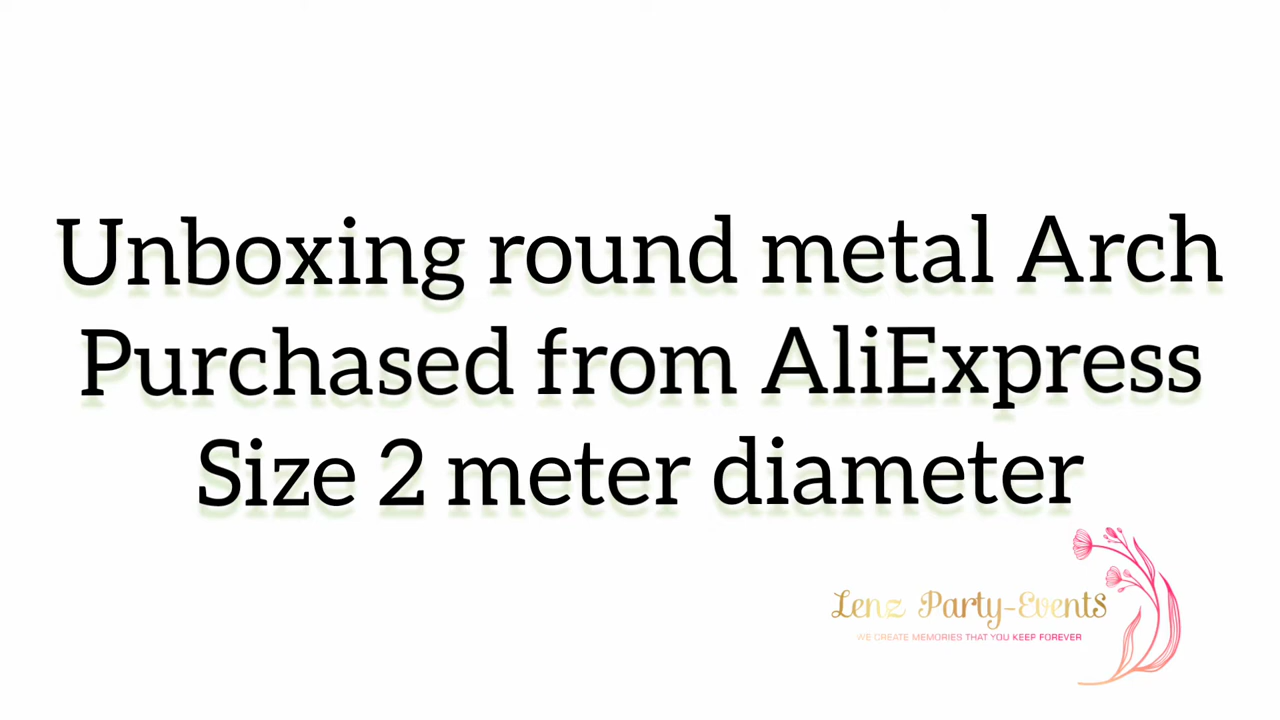 Unboxing round metal Arch
Purchased from AliExpress
Size 2 meter diameter
Lenz Party-Events
WE CREATE MEMORIES THAT YOU KEEP FOREVER